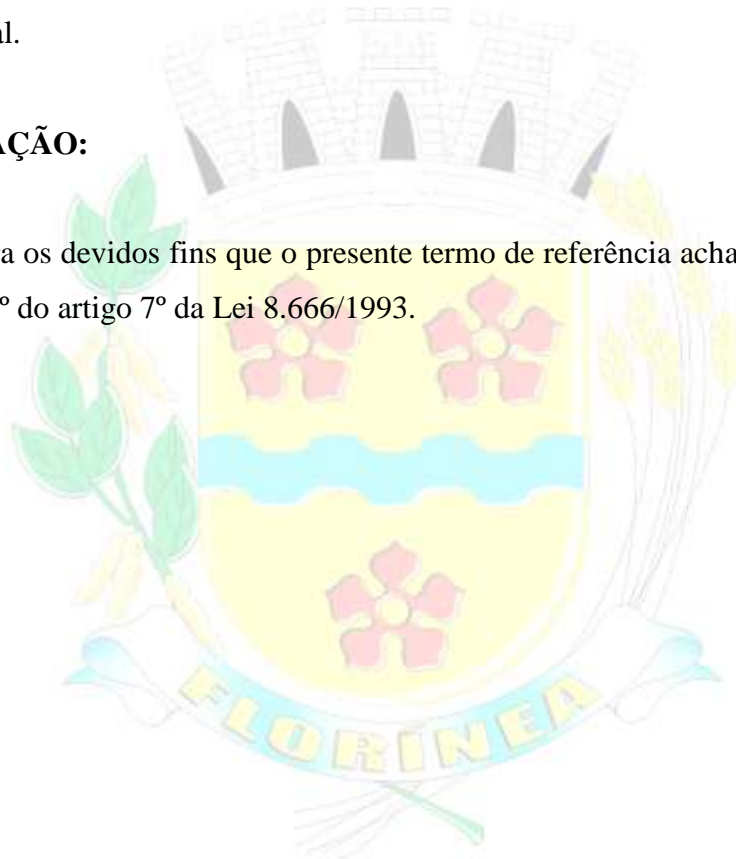 al.
AÇÃO:
a os devidos fins que o presente termo de referência acha
º do artigo 7º da Lei 8.666/1993.
FLORÍNEA